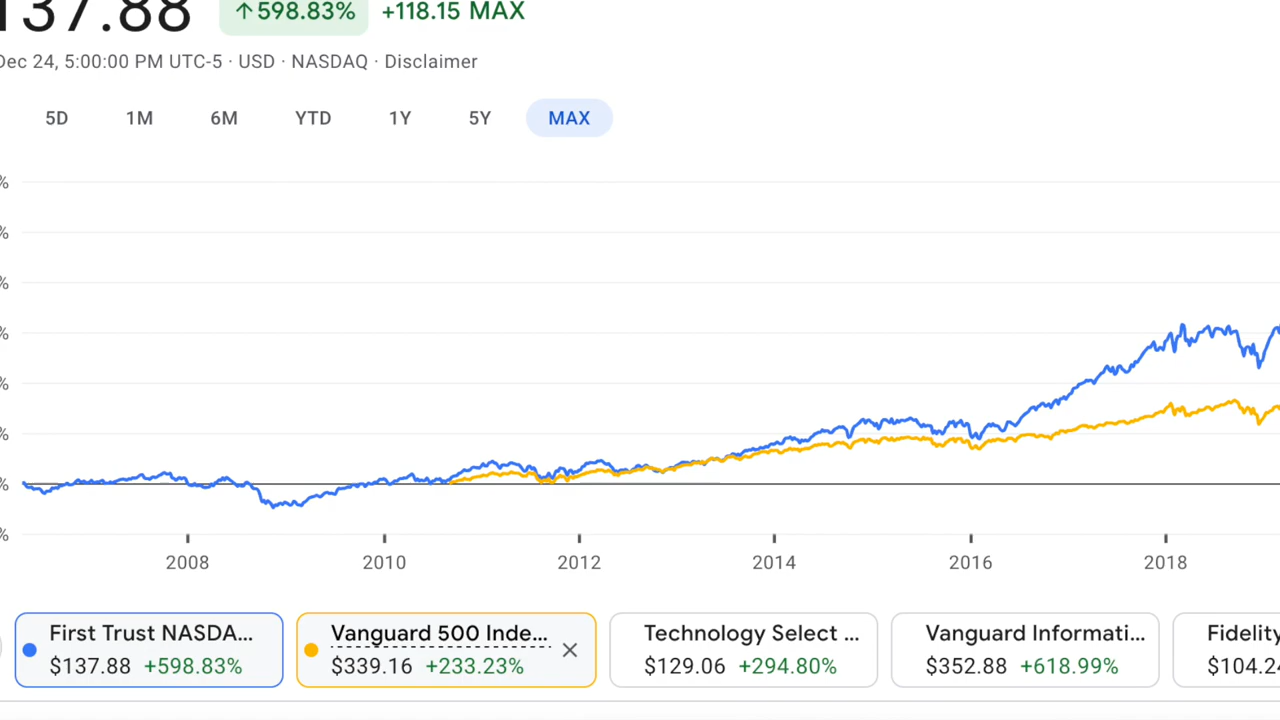 137.88 ↑598.83% +118.15 MAX
Dec 24, 5:00:00 PM UTC-5 · USD · NASDAQ · Disclaimer
5D 1M 6M YTD 1Y 5Y MAX
%
%
%
%
%
%
%
%
2008 2010 2012 2014 2016 2018
First Trust NASDA... Vanguard 500 Inde... Technology Select ... Vanguard Informati... Fidelity
$137.88 +598.83% $339.16 +233.23% $129.06 +294.80% $352.88 +618.99% $104.24